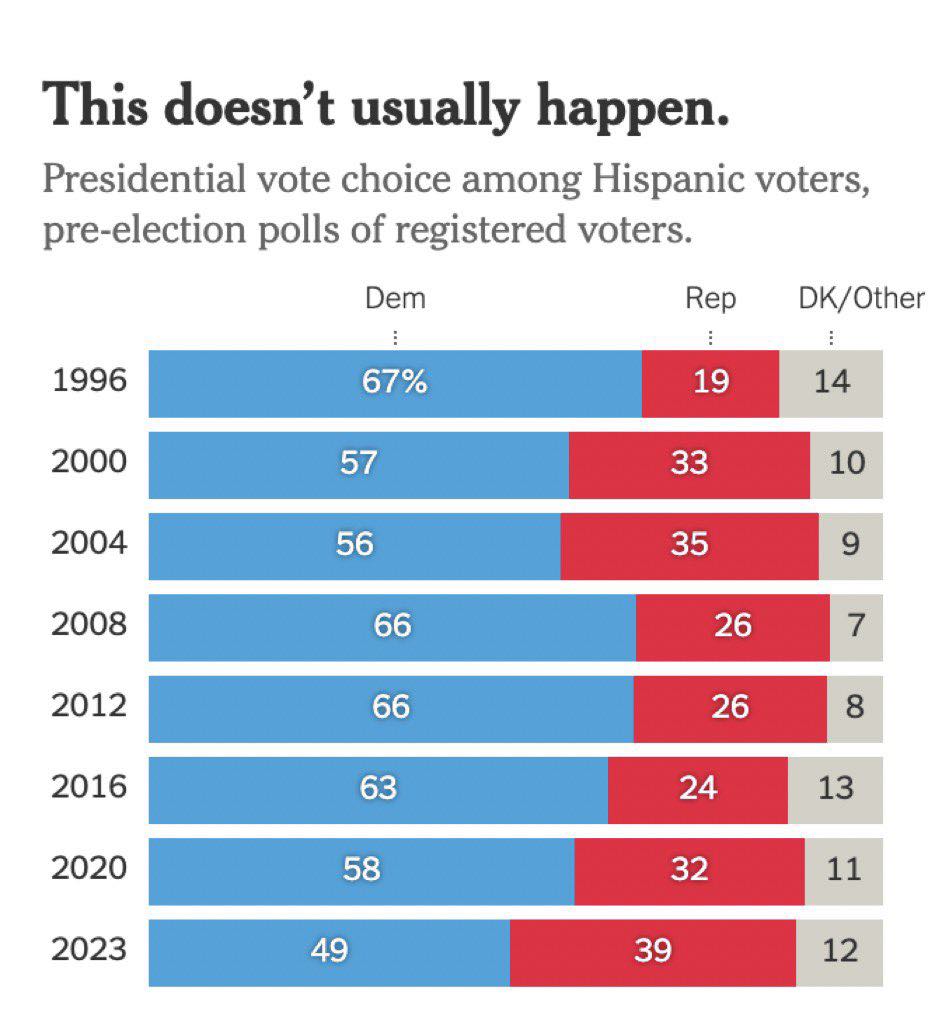 This doesn’t usually happen.
Presidential vote choice among Hispanic voters,
pre-election polls of registered voters.
Dem Rep DK/Other
1996 67% 19 14
2000 57 33 10
2004 56 35 9
2008 66 26 7
2012 66 26 8
2016 63 24 13
2020 58 32 11
2023 49 39 12